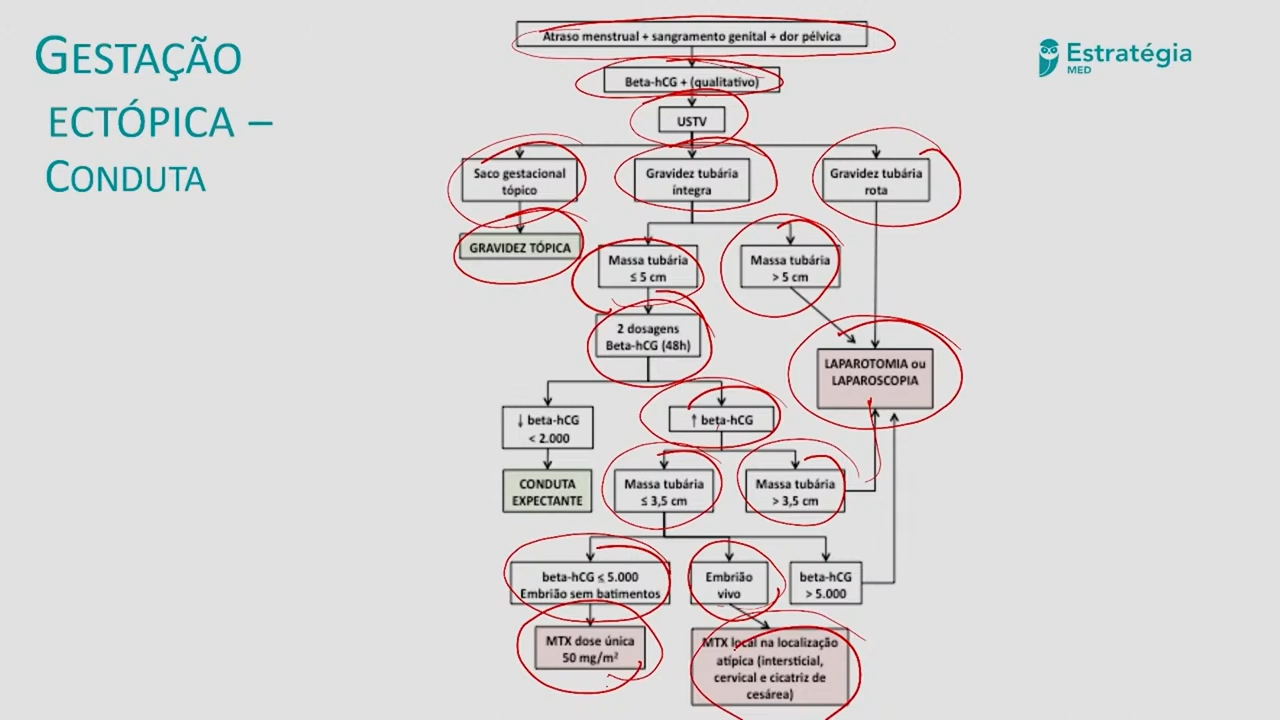 GESTAÇÃO
ECTÓPICA –
CONDUTA
Estratégia
MED
Atraso menstrual + sangramento genital + dor pélvica
Beta-hCG + (qualitativo)
USTV
Saco gestacional
tópico
Gravidez tubária
íntegra
Gravidez tubária
rota
GRAVIDEZ TÓPICA
Massa tubária
≤ 5 cm
Massa tubária
> 5 cm
2 dosagens
Beta-hCG (48h)
LAPAROTOMIA ou
LAPAROSCOPIA
↓ beta-hCG
< 2.000
↑ beta-hCG
CONDUTA
EXPECTANTE
Massa tubária
≤ 3,5 cm
Massa tubária
> 3,5 cm
beta-hCG ≤ 5.000
Embrião sem batimentos
Embrião
vivo
beta-hCG
> 5.000
MTX dose única
50 mg/m²
MTX local na localização
atípica (intersticial,
cervical e cicatriz de
cesárea)